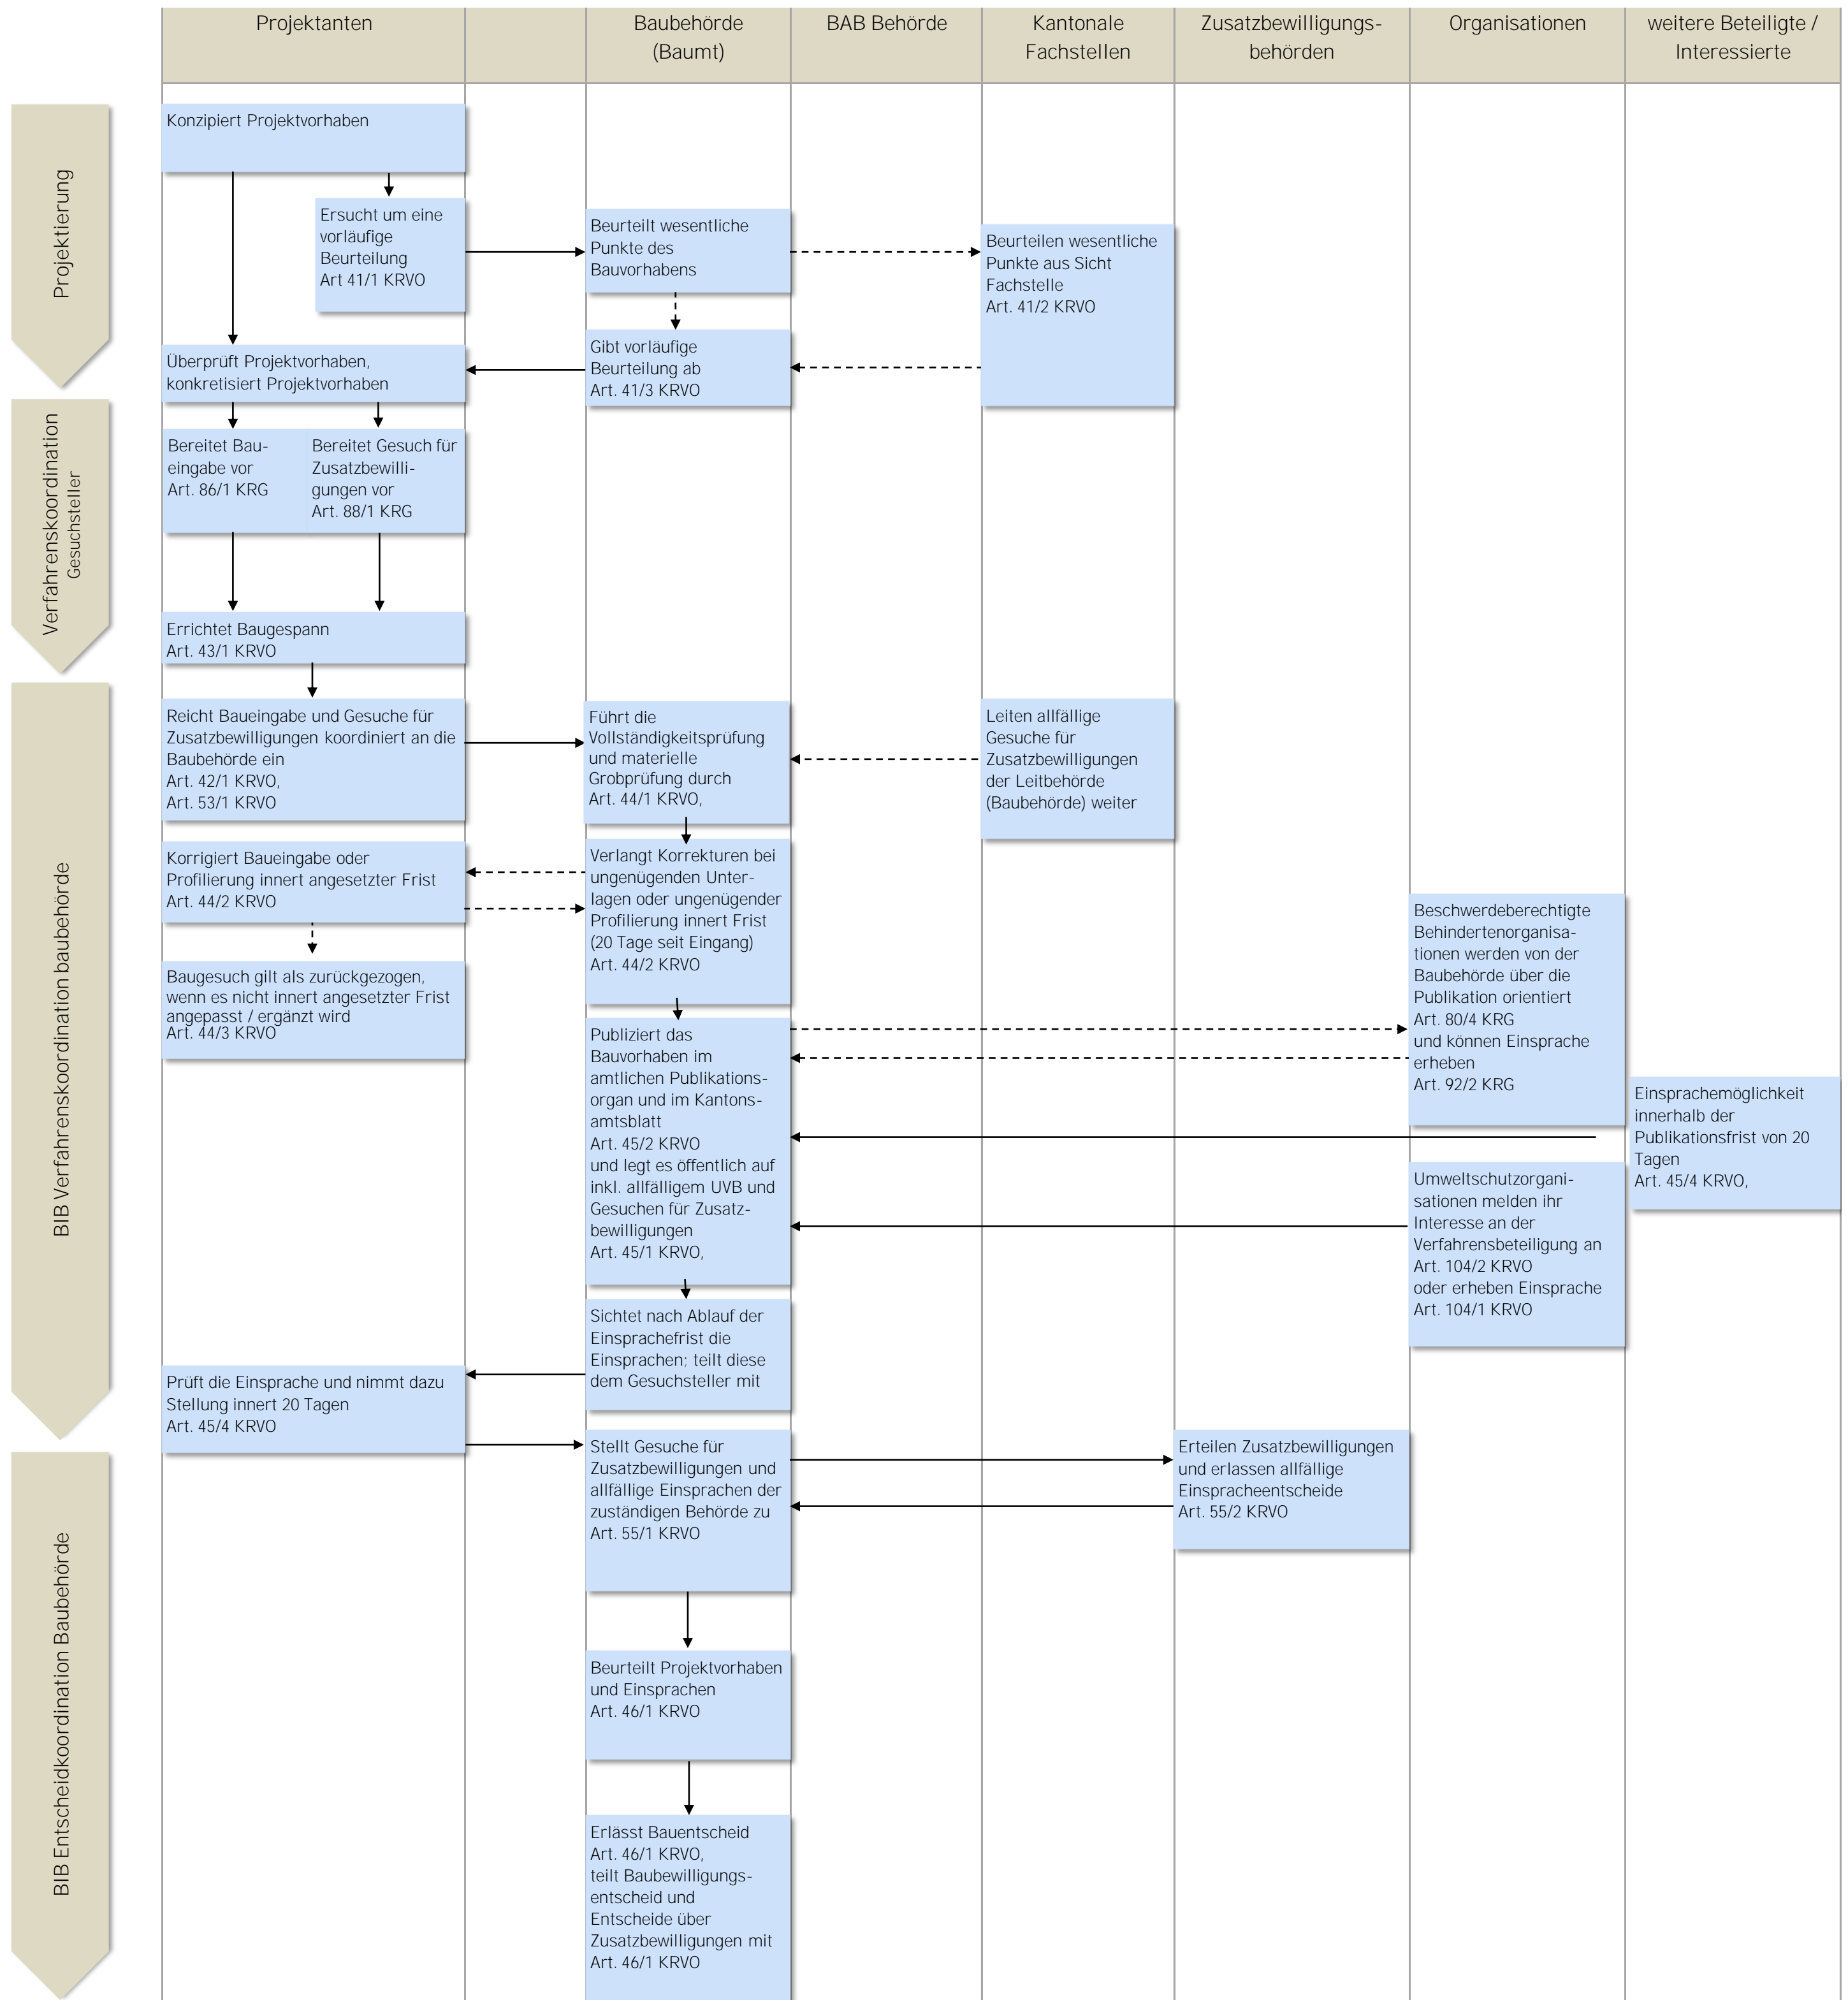 Projektanten
Baubehörde
(Baumt)
BAB Behörde
Kantonale
Fachstellen
Zusatzbewilligungs-
behörden
Organisationen
weitere Beteiligte /
Interessierte
Projektierung
Konzipiert Projektvorhaben
Ersucht um eine
vorläufige
Beurteilung
Art 41/1 KRVO
Beurteilt wesentliche
Punkte des
Bauvorhabens
Beurteilen wesentliche
Punkte aus Sicht
Fachstelle
Art. 41/2 KRVO
Gibt vorläufige
Beurteilung ab
Art. 41/3 KRVO
Überprüft Projektvorhaben,
konkretisiert Projektvorhaben
Verfahrenskoordination
Gesuchsteller
Bereitet Bau-
eingabe vor
Art. 86/1 KRG
Bereitet Gesuch für
Zusatzbewilli-
gungen vor
Art. 88/1 KRG
Errichtet Baugespann
Art. 43/1 KRVO
BIB Verfahrenskoordination baubehörde
Reicht Baueingabe und Gesuche für
Zusatzbewilligungen koordiniert an die
Baubehörde ein
Art. 42/1 KRVO,
Art. 53/1 KRVO
Führt die
Vollständigkeitsprüfung
und materielle
Grobprüfung durch
Art. 44/1 KRVO,
Leiten allfällige
Gesuche für
Zusatzbewilligungen
der Leitbehörde
(Baubehörde) weiter
Korrigiert Baueingabe oder
Profilierung innert angesetzter Frist
Art. 44/2 KRVO
Verlangt Korrekturen bei
ungenügenden Unter-
lagen oder ungenügender
Profilierung innert Frist
(20 Tage seit Eingang)
Art. 44/2 KRVO
Baugesuch gilt als zurückgezogen,
wenn es nicht innert angesetzter Frist
angepasst / ergänzt wird
Art. 44/3 KRVO
Beschwerdeberechtigte
Behindertenorganisa-
tionen werden von der
Baubehörde über die
Publikation orientiert
Art. 80/4 KRG
und können Einsprache
erheben
Art. 92/2 KRG
Publiziert das
Bauvorhaben im
amtlichen Publikations-
organ und im Kantons-
amtsblatt
Art. 45/2 KRVO
und legt es öffentlich auf
inkl. allfälligem UVB und
Gesuchen für Zusatz-
bewilligungen
Art. 45/1 KRVO,
Einsprachemöglichkeit
innerhalb der
Publikationsfrist von 20
Tagen
Art. 45/4 KRVO,
Umweltschutzorgani-
sationen melden ihr
Interesse an der
Verfahrensbeteiligung an
Art. 104/2 KRVO
oder erheben Einsprache
Art. 104/1 KRVO
Sichtet nach Ablauf der
Einsprachefrist die
Einsprachen; teilt diese
dem Gesuchsteller mit
Prüft die Einsprache und nimmt dazu
Stellung innert 20 Tagen
Art. 45/4 KRVO
BIB Entscheidkoordination Baubehörde
Stellt Gesuche für
Zusatzbewilligungen und
allfällige Einsprachen der
zuständigen Behörde zu
Art. 55/1 KRVO
Erteilen Zusatzbewilligungen
und erlassen allfällige
Einspracheentscheide
Art. 55/2 KRVO
Beurteilt Projektvorhaben
und Einsprachen
Art. 46/1 KRVO
Erlässt Bauentscheid
Art. 46/1 KRVO,
teilt Baubewilligungs-
entscheid und
Entscheide über
Zusatzbewilligungen mit
Art. 46/1 KRVO